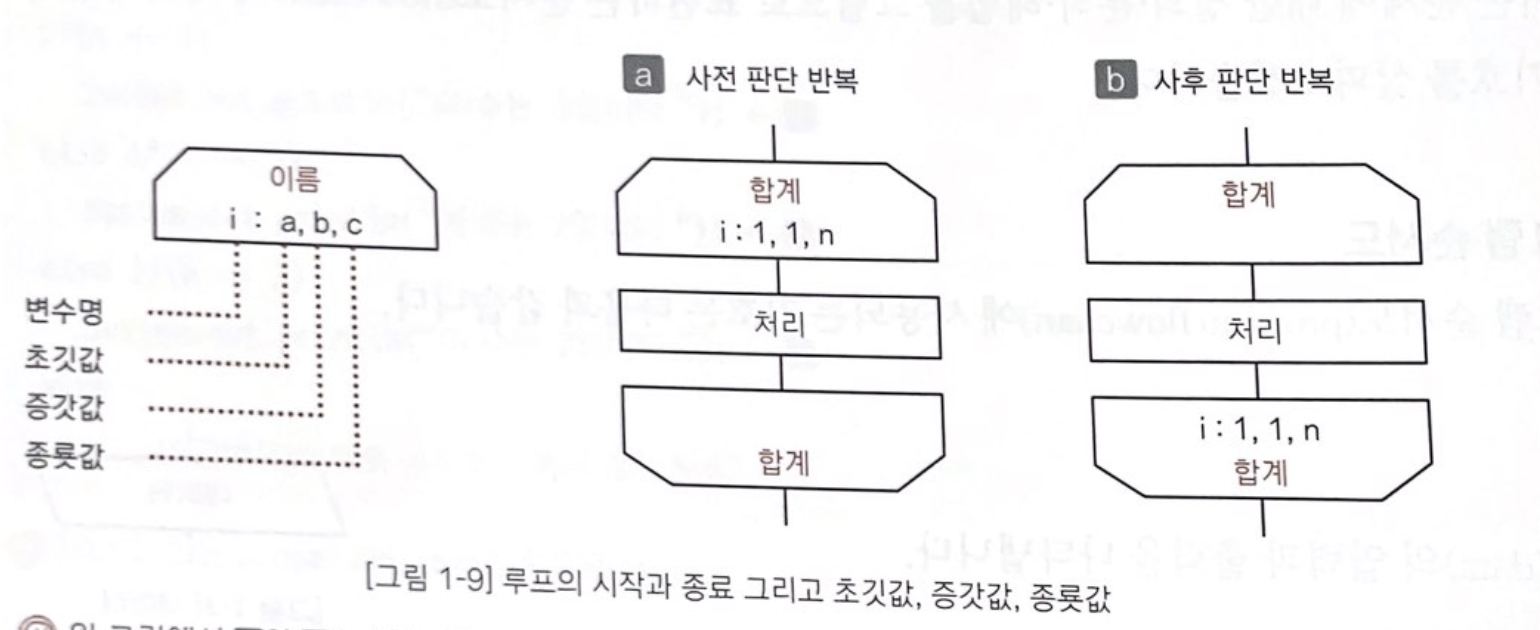 a 사전 판단 반복
b 사후 판단 반복
이름
i : a, b, c
변수명
초깃값
증갓값
종룟값
합계
i : 1, 1, n
처리
합계
합계
처리
i : 1, 1, n
합계
[그림 1-9] 루프의 시작과 종료 그리고 초깃값, 증갓값, 종룟값